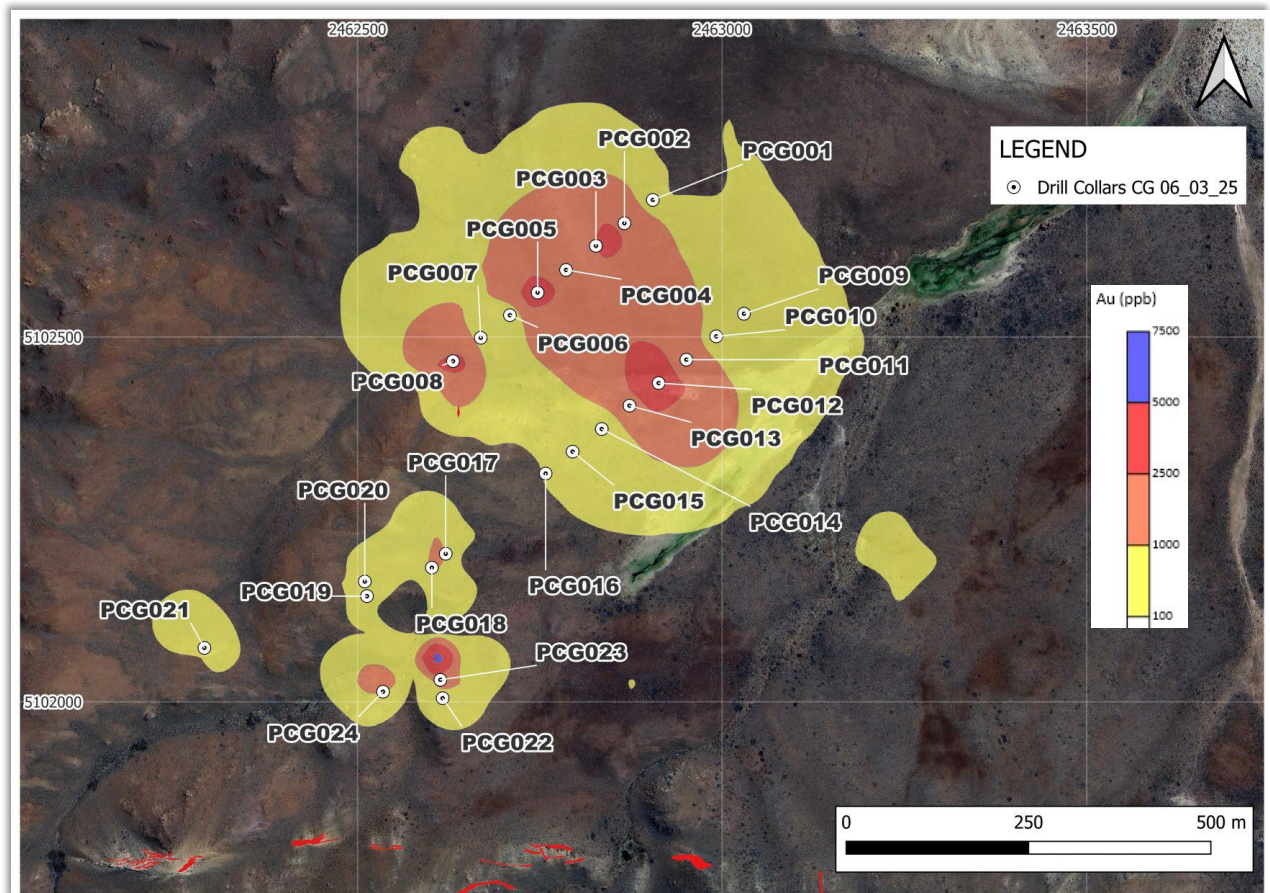 2462500
2463000
2463500
PCG002
PCG001
LEGEND
Drill Collars CG 06_03_25
PCG003
PCG005
PCG007
PCG004
PCG009
PCG010
Au (ppb)
7500
5000
2500
1000
100
5102500
PCG006
PCG011
PCG008
PCG012
PCG013
PCG017
PCG020
PCG015
PCG014
PCG019
PCG016
PCG021
PCG018
PCG023
5102000
PCG024
PCG022
0 250 500 m